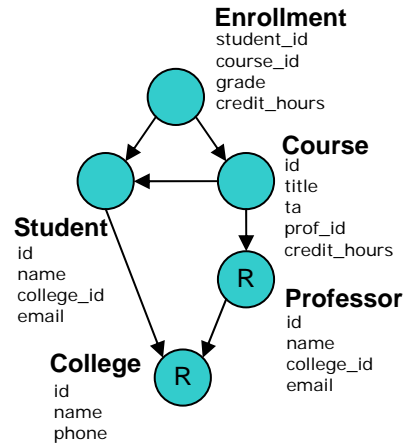 Enrollment
student_id
course_id
grade
credit_hours
Course
id
title
ta
prof_id
credit_hours
Student
id
name
college_id
email
R
Professor
id
name
college_id
email
College
id
name
phone
R